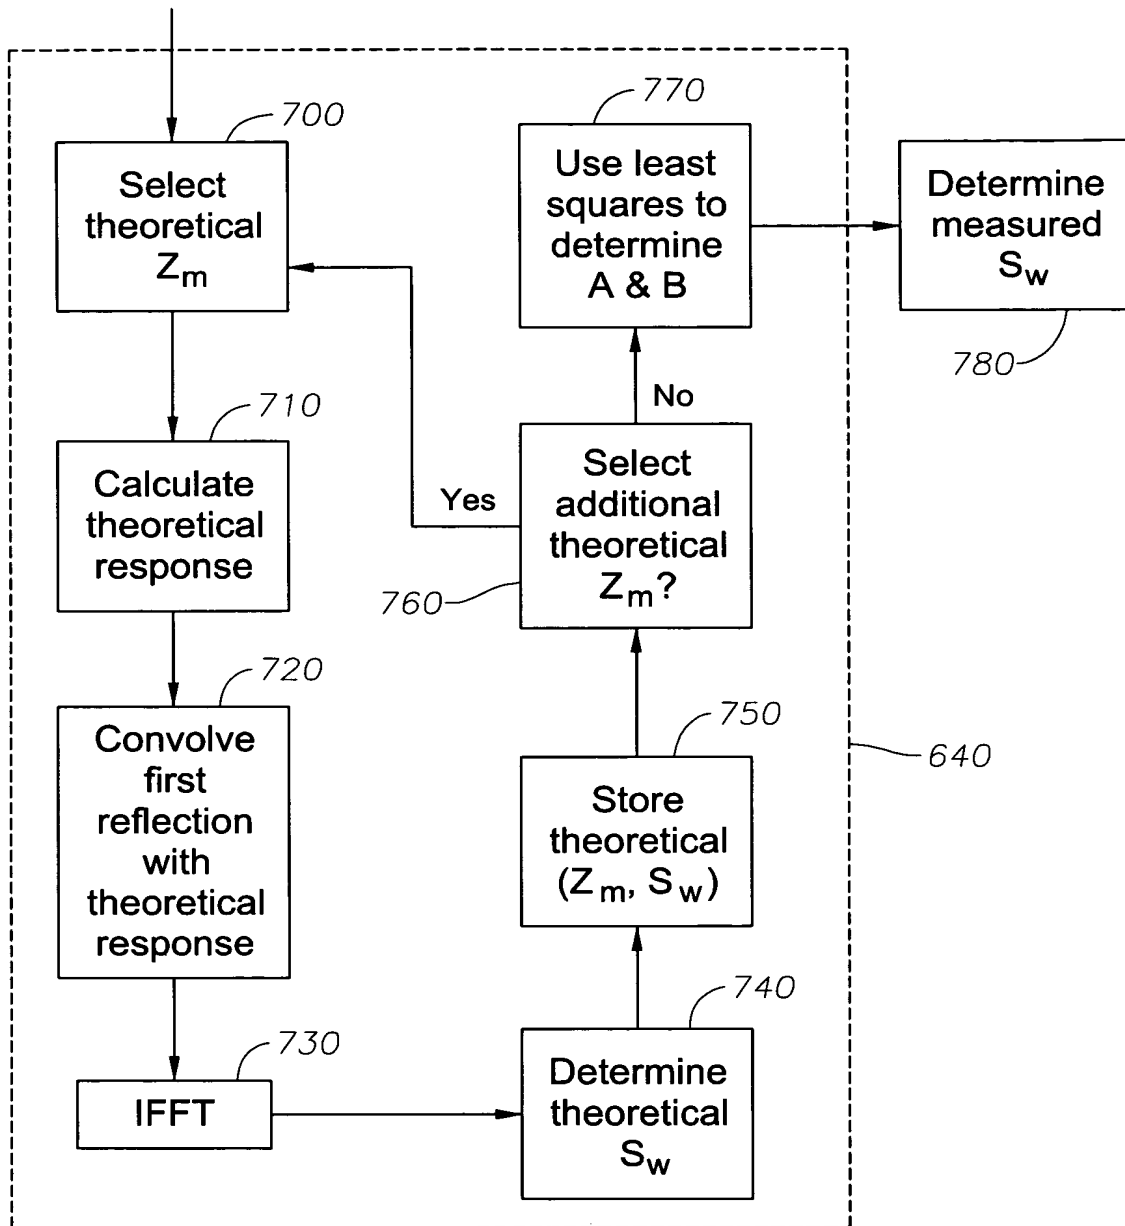 700
Select
theoretical
Zm
710
Calculate
theoretical
response
720
Convolve
first
reflection
with
theoretical
response
730
IFFT
740
Determine
theoretical
Sw
750
Store
theoretical
(Zm, Sw)
760
Select
additional
theoretical
Zm?
Yes
No
770
Use least
squares to
determine
A & B
Determine
measured
Sw
780
640